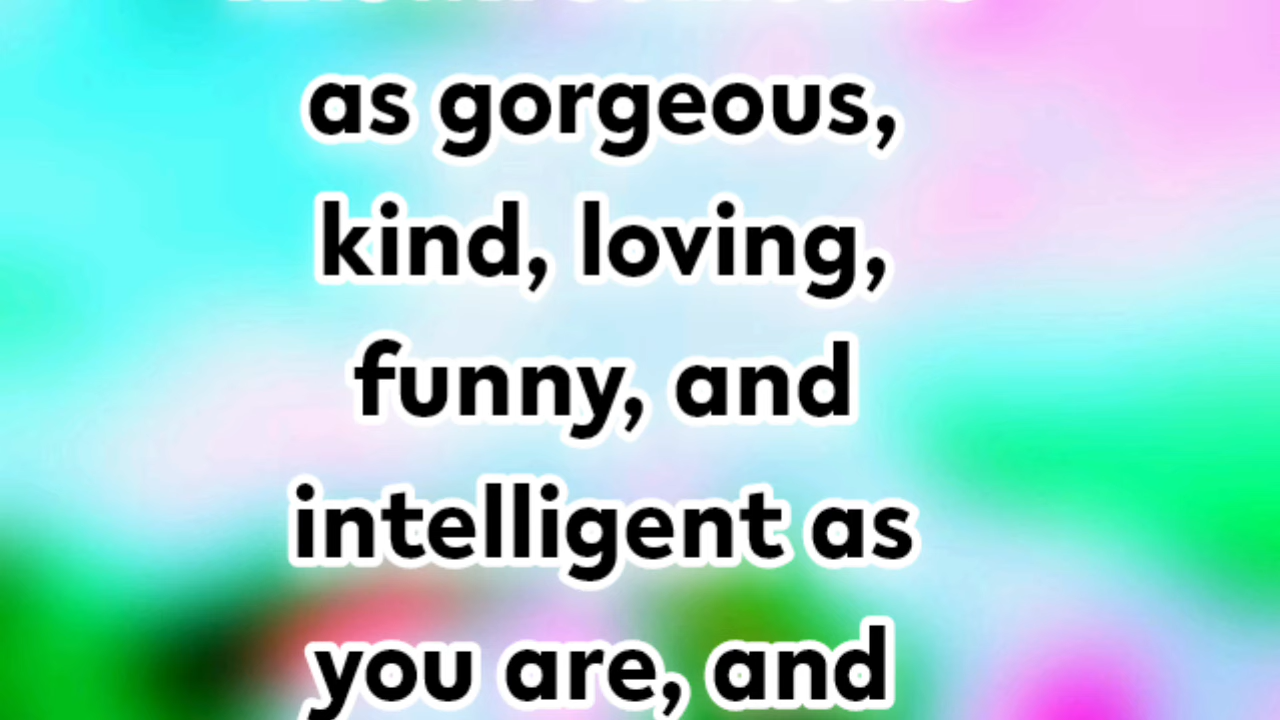 as gorgeous,
kind, loving,
funny, and
intelligent as
you are, and